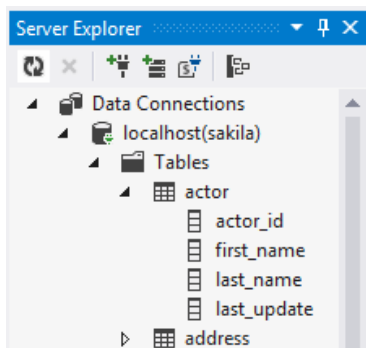 Server Explorer
Data Connections
localhost(sakila)
Tables
actor
actor_id
first_name
last_name
last_update
address